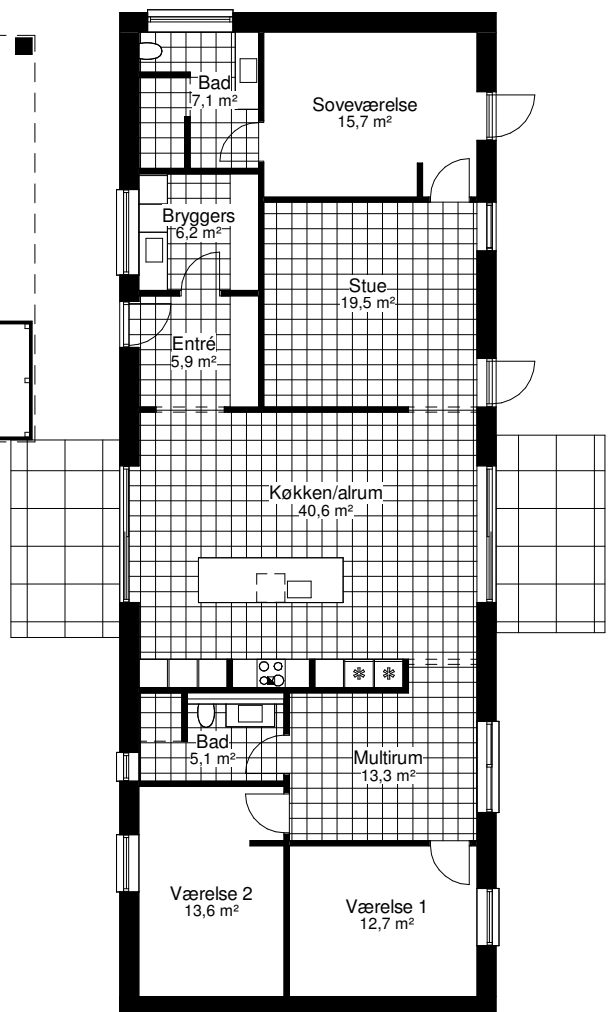 Bad
7,1 m²
Soveværelse
15,7 m²
Bryggers
6,2 m²
Stue
19,5 m²
Entré
5,9 m²
Køkken/alrum
40,6 m²
Bad
5,1 m²
Multirum
13,3 m²
Værelse 2
13,6 m²
Værelse 1
12,7 m²